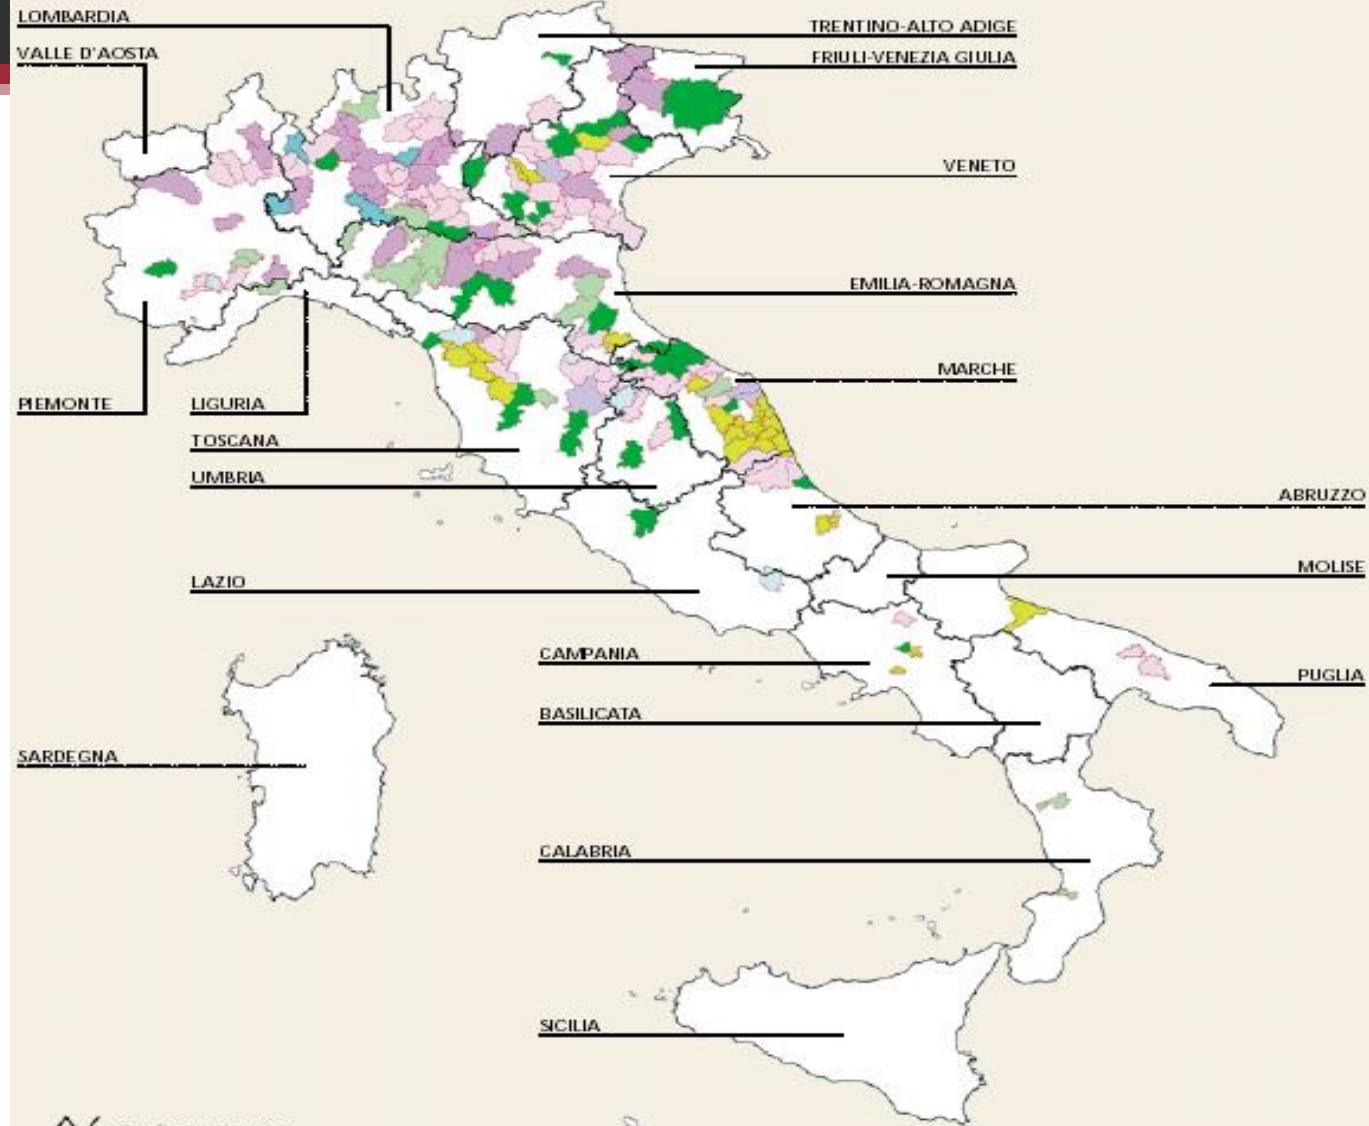 LOMBARDIA
TRENTINO-ALTO ADIGE
VALLE D'AOSTA
FRIULI-VENEZIA GIULIA
VENETO
EMILIA-ROMAGNA
MARCHE
PIEMONTE
LIGURIA
TOSCANA
UMBRIA
ABRUZZO
MOLISE
LAZIO
CAMPANIA
PUGLIA
BASILICATA
SARDEGNA
CALABRIA
SICILIA